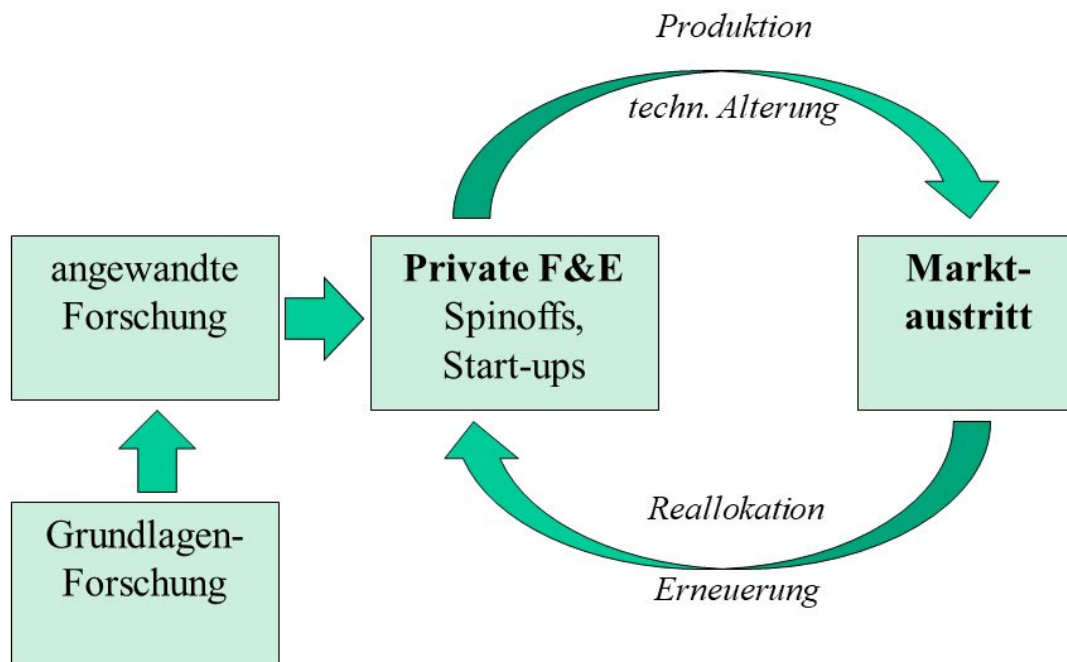 Produktion
techn. Alterung
angewandte
Forschung
Private F&E
Spinoffs,
Start-ups
Markt-
austritt
Grundlagen-
Forschung
Reallokation
Erneuerung